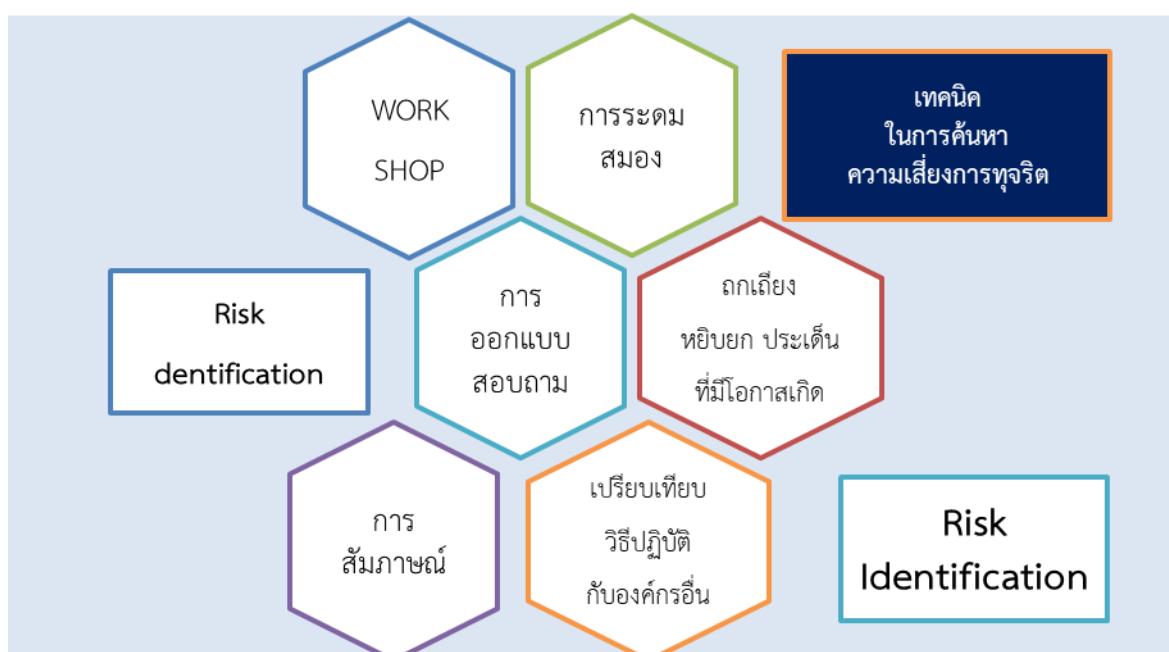 WORK
SHOP
การระดม
สมอง
เทคนิค
ในการค้นหา
ความเสี่ยงการทุจริต
Risk
dentification
การ
ออกแบบ
สอบถาม
ถกเถียง
หยิบยก ประเด็น
ที่มีโอกาสเกิด
การ
สัมภาษณ์
เปรียบเทียบ
วิธีปฏิบัติ
กับองค์กรอื่น
Risk
Identification